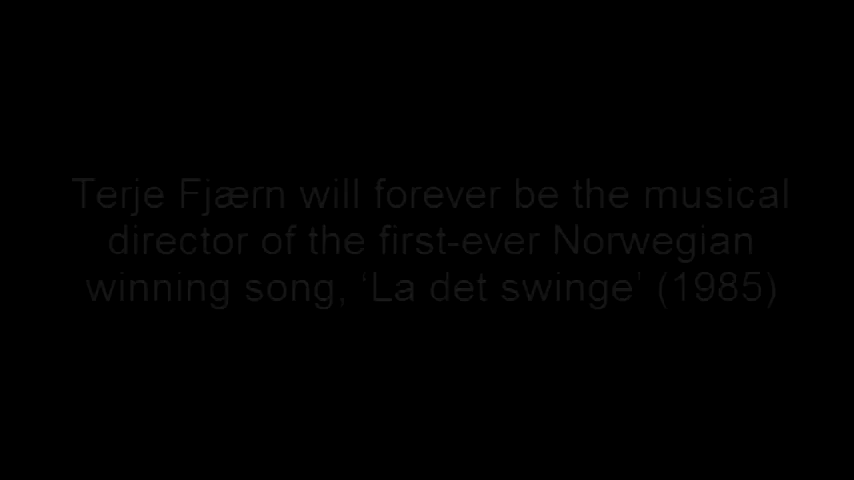 Terje Fjærn will forever be the musical
director of the first-ever Norwegian
winning song, ‘La det swinge’ (1985)